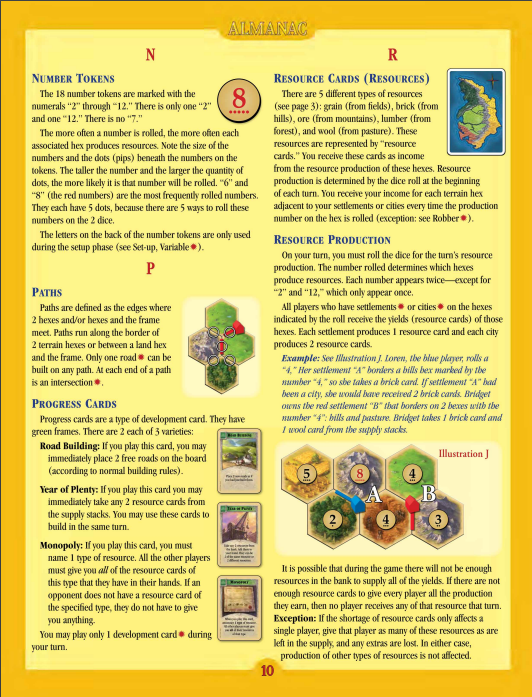 ALMANAC
N
NUMBER TOKENS
The 18 number tokens are marked with the
numerals “2” through “12.” There is only one “2”
and one “12.” There is no “7.”
8
The more often a number is rolled, the more often each
associated hex produces resources. Note the size of the
numbers and the dots (pips) beneath the numbers on the
tokens. The taller the number and the larger the quantity of
dots, the more likely it is that number will be rolled. “6” and
“8” (the red numbers) are the most frequently rolled numbers.
They each have 5 dots, because there are 5 ways to roll these
numbers on the 2 dice.
The letters on the back of the number tokens are only used
during the setup phase (see Set-up, Variable✹).
P
PATHS
Paths are defined as the edges where
2 hexes and/or hexes and the frame
meet. Paths run along the border of
2 terrain hexes or between a land hex
and the frame. Only one road✹ can be
built on any path. At each end of a path
is an intersection✹.
PROGRESS CARDS
Progress cards are a type of development card. They have
green frames. There are 2 each of 3 varieties:
Road Building: If you play this card, you may
immediately place 2 free roads on the board
(according to normal building rules).
Year of Plenty: If you play this card you may
immediately take any 2 resource cards from
the supply stacks. You may use these cards to
build in the same turn.
Monopoly: If you play this card, you must
name 1 type of resource. All the other players
must give you all of the resource cards of
this type that they have in their hands. If an
opponent does not have a resource card of
the specified type, they do not have to give
you anything.
You may play only 1 development card✹ during
your turn.
ROAD BUILDING
YEAR OF PLENTY
MONOPOLY
R
RESOURCE CARDS (RESOURCES)
There are 5 different types of resources
(see page 3): grain (from fields), brick (from
hills), ore (from mountains), lumber (from
forest), and wool (from pasture). These
resources are represented by “resource
cards.” You receive these cards as income
from the resource production of these hexes. Resource
production is determined by the dice roll at the beginning
of each turn. You receive your income for each terrain hex
adjacent to your settlements or cities every time the production
number on the hex is rolled (exception: see Robber✹).
RESOURCE PRODUCTION
On your turn, you must roll the dice for the turn’s resource
production. The number rolled determines which hexes
produce resources. Each number appears twice—except for
“2” and “12,” which only appear once.
All players who have settlements✹ or cities✹ on the hexes
indicated by the roll receive the yields (resource cards) of those
hexes. Each settlement produces 1 resource card and each city
produces 2 resource cards.
Example: See Illustration J. Loren, the blue player, rolls a
“4,” Her settlement “A” borders a hills hex marked by the
number “4,” so she takes a brick card. If settlement “A” had
been a city, she would have received 2 brick cards. Bridget
owns the red settlement “B” that borders on 2 hexes with the
number “4”: hills and pasture. Bridget takes 1 brick card and
1 wool card from the supply stacks.
Illustration J
5 8 4
A B
2 4 3
It is possible that during the game there will not be enough
resources in the bank to supply all of the yields. If there are not
enough resource cards to give every player all the production
they earn, then no player receives any of that resource that turn.
Exception: If the shortage of resource cards only affects a
single player, give that player as many of these resources as are
left in the supply, and any extras are lost. In either case,
production of other types of resources is not affected.
10